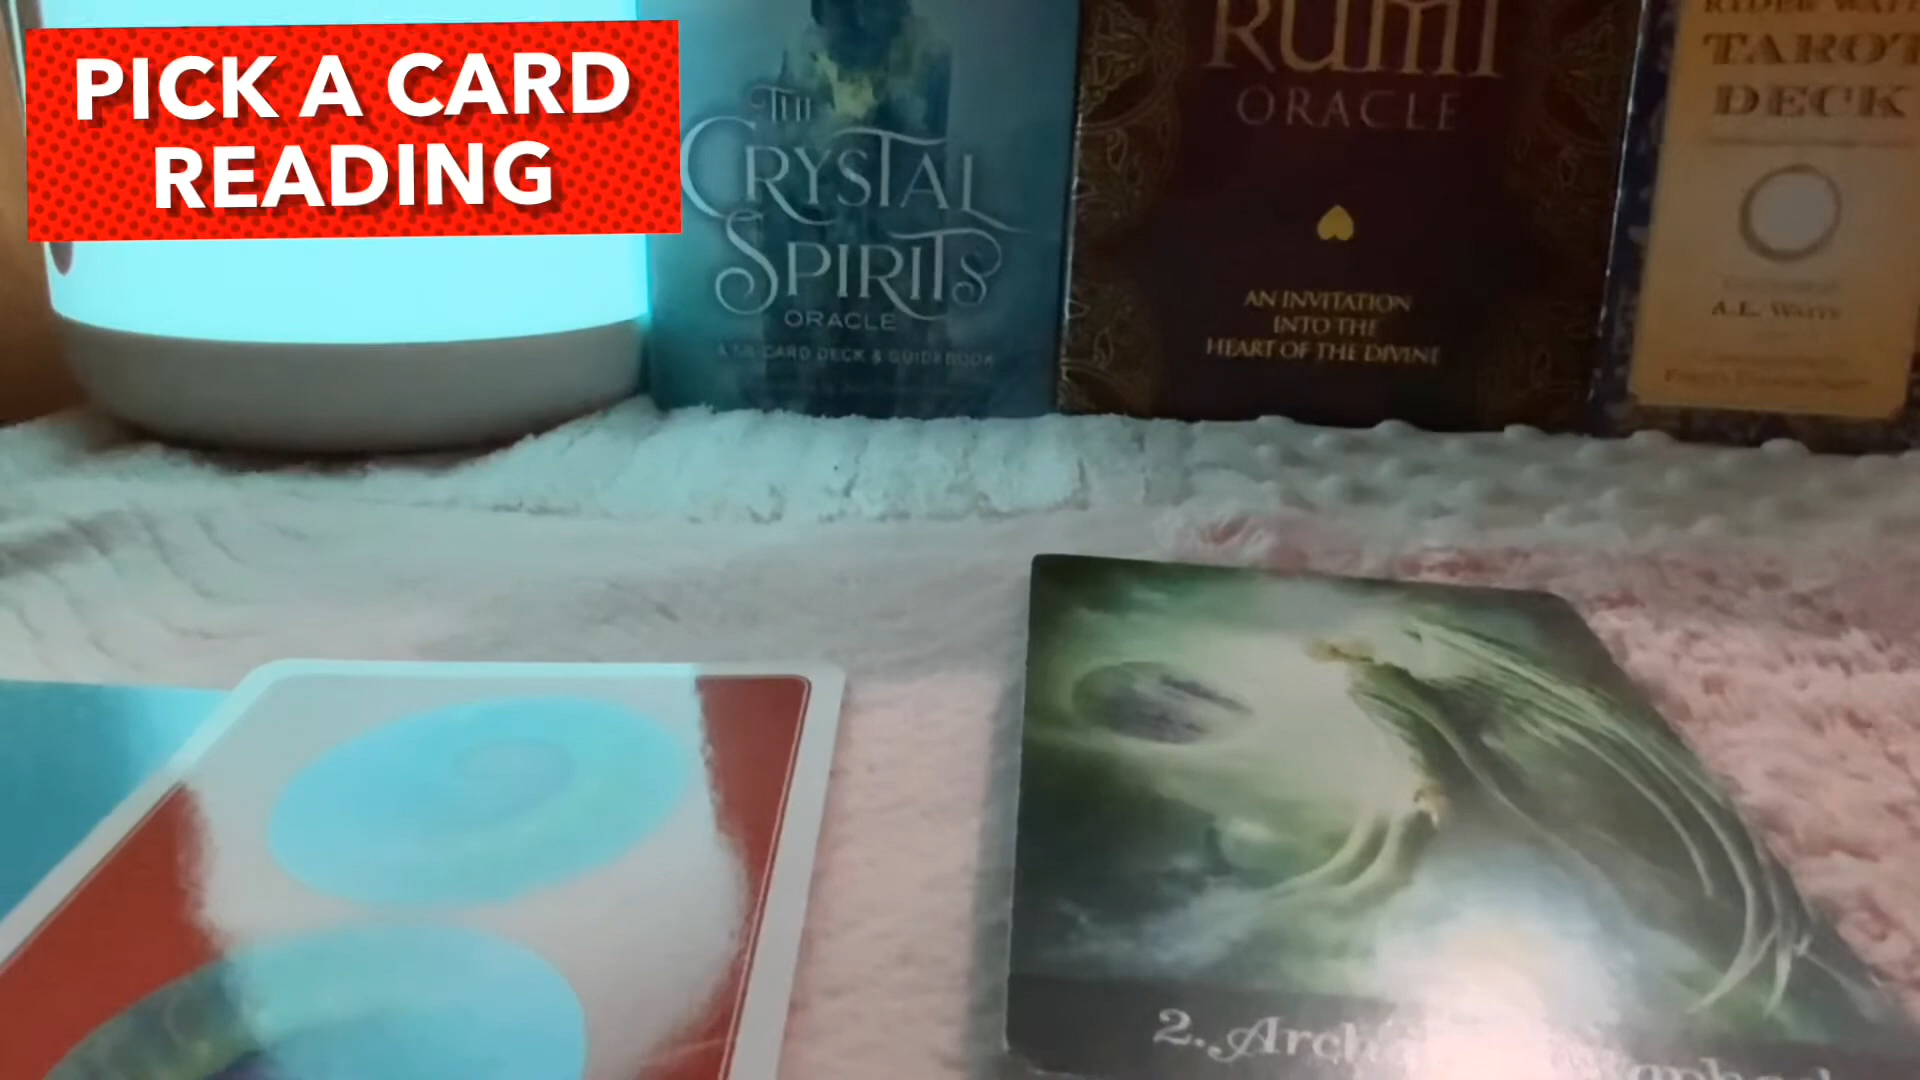 PICK A CARD
READING
THE
CRYSTAL
SPIRITS
ORACLE
CARD DECK & GUIDEBOOK
RUMI
ORACLE
AN INVITATION
INTO THE
HEART OF THE DIVINE
RIDER
TAROT
DECK
A.E. WAITE
2.